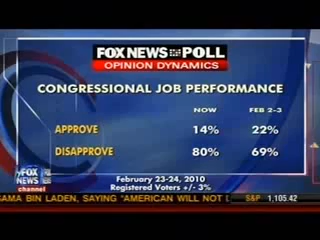 FOX NEWS POLL
OPINION DYNAMICS
CONGRESSIONAL JOB PERFORMANCE
NOW FEB 2-3
APPROVE 14% 22%
DISAPPROVE 80% 69%
February 23-24, 2010
Registered Voters +/- 3%
FOX
NEWS
channel
AMA BIN LADEN, SAYING "AMERICAN WILL NOT D S&P 1,105.42